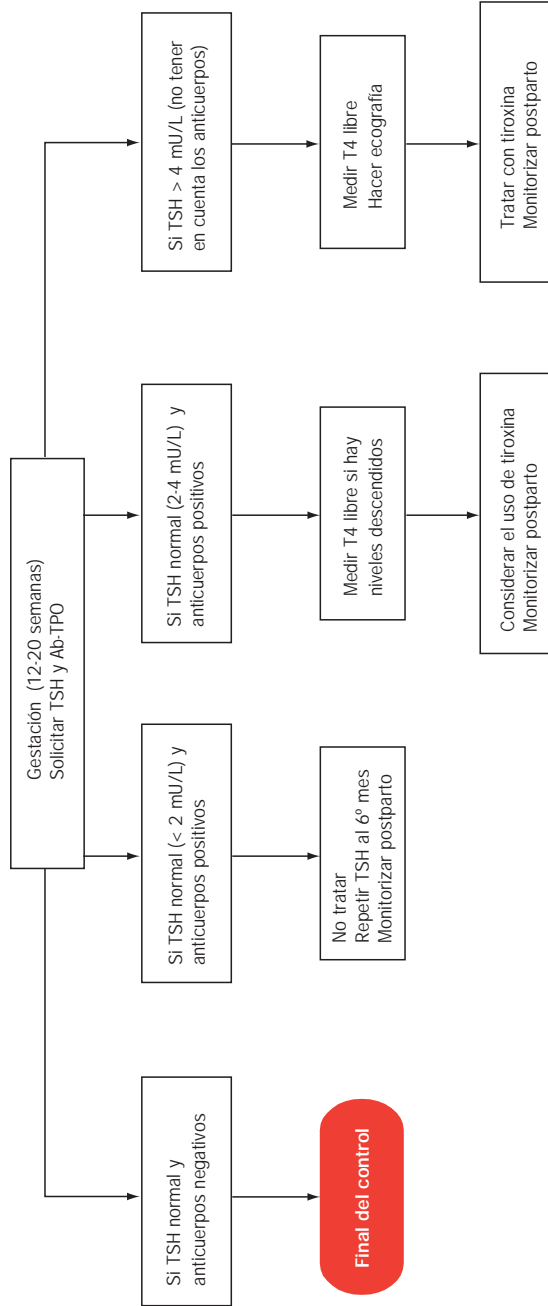 Gestación (12-20 semanas)
Solicitar TSH y Ab-TPO
Si TSH normal y
anticuerpos negativos
Si TSH normal (< 2 mU/L) y
anticuerpos positivos
Si TSH normal (2-4 mU/L) y
anticuerpos positivos
Si TSH > 4 mU/L (no tener
en cuenta los anticuerpos)
Final del control
No tratar
Repetir TSH al 6º mes
Monitorizar postparto
Medir T4 libre si hay
niveles descendidos
Medir T4 libre
Hacer ecografía
Considerar el uso de tiroxina
Monitorizar postparto
Tratar con tiroxina
Monitorizar postparto